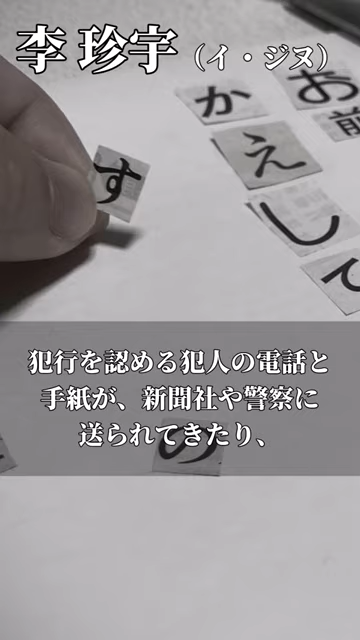 李 珍宇（イ・ジヌ）
お
前
か
え
し
て
す
犯行を認める犯人の電話と
手紙が、新聞社や警察に
送られてきたり、
の